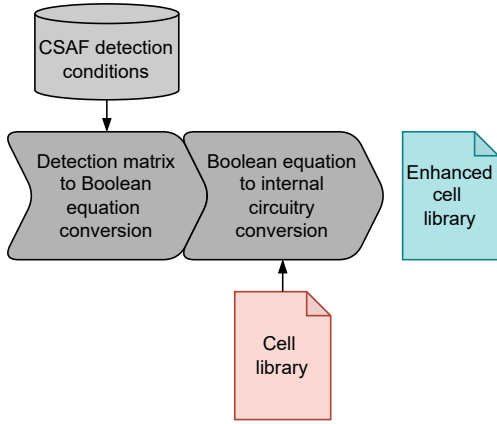 CSAF detection
conditions
Detection matrix
to Boolean
equation
conversion
Boolean equation
to internal
circuitry
conversion
Enhanced
cell
library
Cell
library